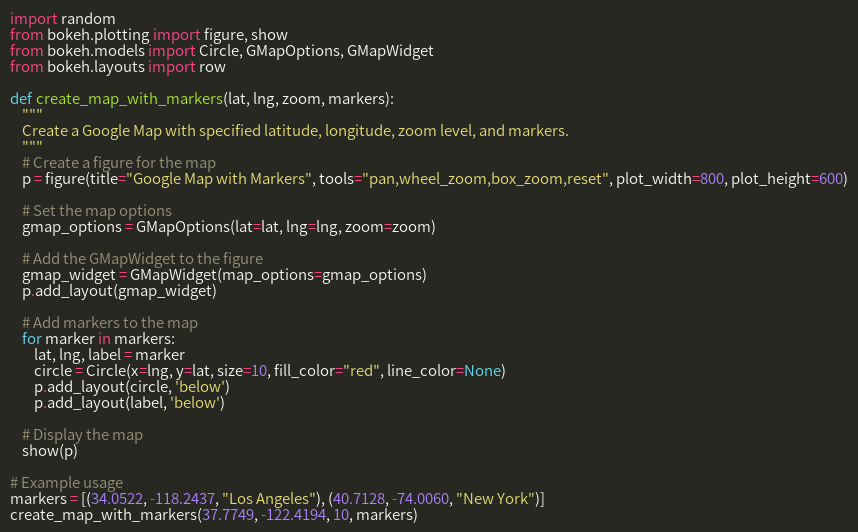 import random
from bokeh.plotting import figure, show
from bokeh.models import Circle, GMapOptions, GMapWidget
from bokeh.layouts import row

def create_map_with_markers(lat, lng, zoom, markers):
    """
    Create a Google Map with specified latitude, longitude, zoom level, and markers.
    """
    # Create a figure for the map
    p = figure(title="Google Map with Markers", tools="pan,wheel_zoom,box_zoom,reset", plot_width=800, plot_height=600)

    # Set the map options
    gmap_options = GMapOptions(lat=lat, lng=lng, zoom=zoom)

    # Add the GMapWidget to the figure
    gmap_widget = GMapWidget(map_options=gmap_options)
    p.add_layout(gmap_widget)

    # Add markers to the map
    for marker in markers:
        lat, lng, label = marker
        circle = Circle(x=lng, y=lat, size=10, fill_color="red", line_color=None)
        p.add_layout(circle, 'below')
        p.add_layout(label, 'below')

    # Display the map
    show(p)

# Example usage
markers = [(34.0522, -118.2437, "Los Angeles"), (40.7128, -74.0060, "New York")]
create_map_with_markers(37.7749, -122.4194, 10, markers)